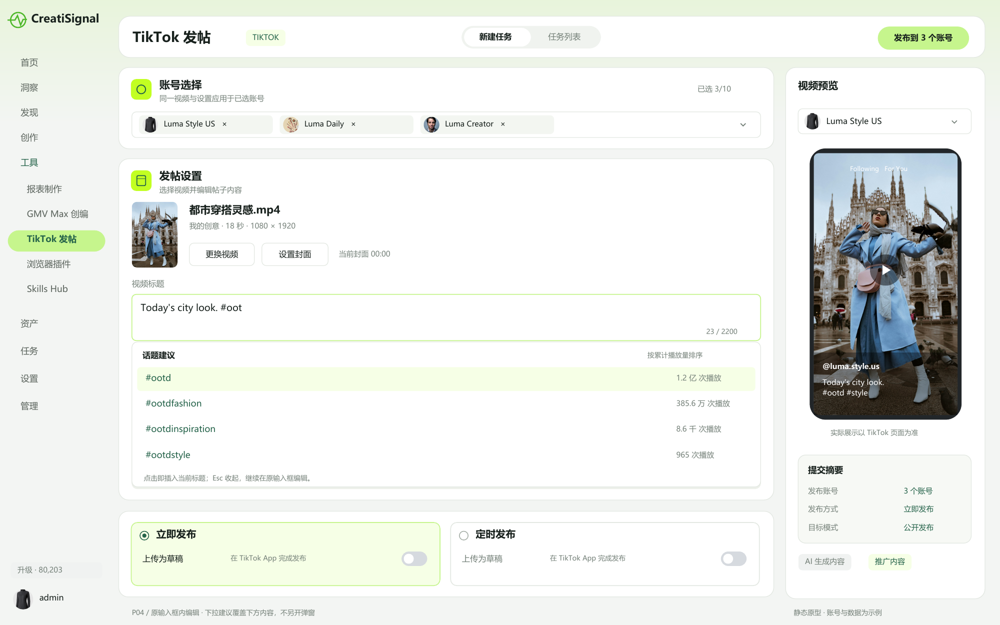 CreatiSignal
首页
洞察
发现
创作
工具
报表制作
GMV Max 创编
TikTok 发帖
浏览器插件
Skills Hub
资产
任务
设置
管理
升级 · 80,203
admin
TikTok 发帖
TIKTOK
新建任务
任务列表
发布到 3 个账号
账号选择
同一视频与设置应用于已选账号
已选 3/10
Luma Style US ×
Luma Daily ×
Luma Creator ×
发帖设置
选择视频并编辑帖子内容
都市穿搭灵感.mp4
我的创意 · 18 秒 · 1080 × 1920
更换视频
设置封面
当前封面 00:00
视频标题
Today's city look. #oot
23 / 2200
话题建议
按累计播放量排序
#ootd
1.2 亿 次播放
#ootdfashion
385.6 万 次播放
#ootdinspiration
8.6 千 次播放
#ootdstyle
965 次播放
点击即插入当前标题；Esc 收起，继续在原输入框编辑。
立即发布
上传为草稿
在 TikTok App 完成发布
定时发布
上传为草稿
在 TikTok App 完成发布
P04 / 原输入框内编辑 · 下拉建议覆盖下方内容，不另开弹窗
视频预览
Luma Style US
Following For You
@luma.style.us
Today's city look.
#ootd #style
实际展示以 TikTok 页面为准
提交摘要
发布账号
3 个账号
发布方式
立即发布
目标模式
公开发布
AI 生成内容
推广内容
静态原型 · 账号与数据为示例